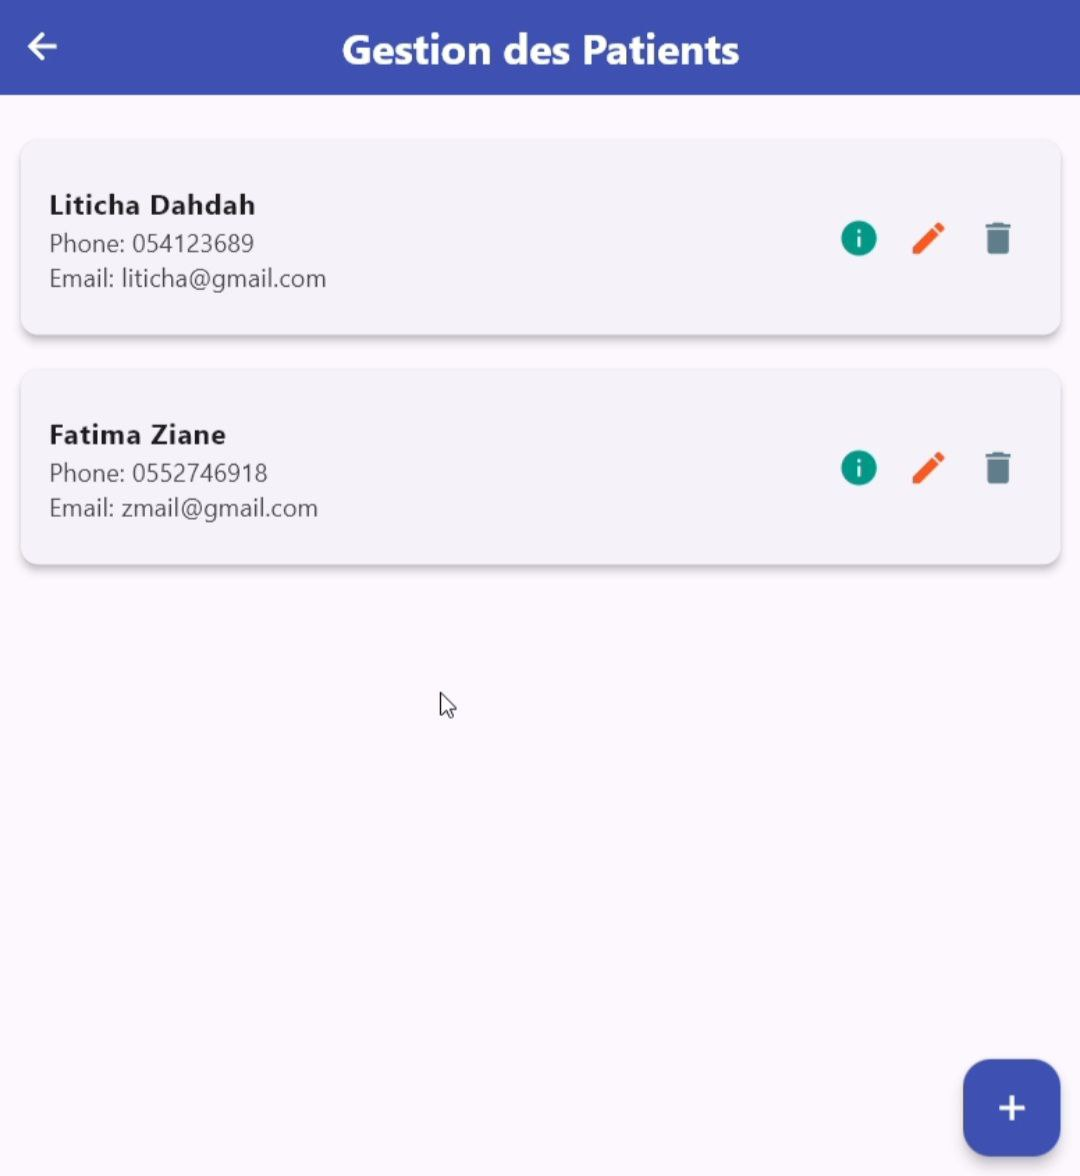 Gestion des Patients
Liticha Dahdah
Phone: 054123689
Email: liticha@gmail.com
Fatima Ziane
Phone: 0552746918
Email: zmail@gmail.com